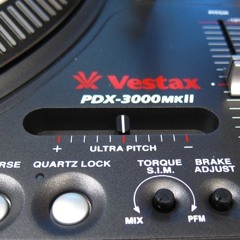 Vestax
PDX-3000MKII
+ ULTRA PITCH −
RSE
QUARTZ LOCK
TORQUE
S.I.M.
BRAKE
ADJUST
MIX
PFM